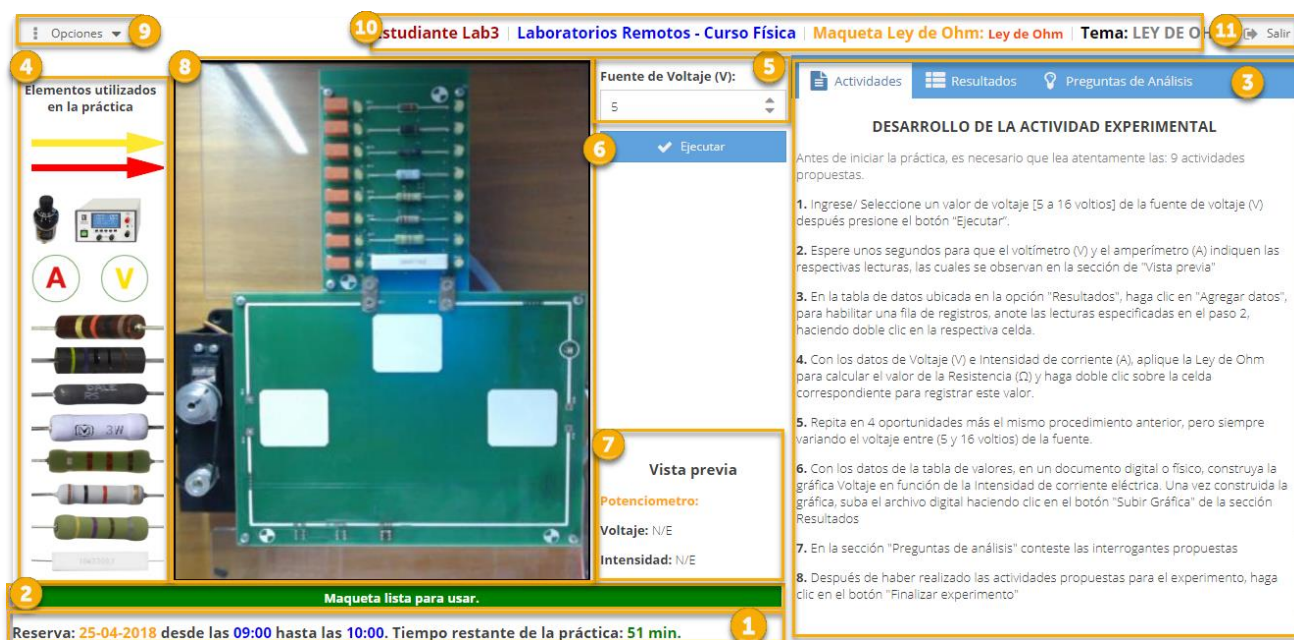 Opciones
9
10
Estudiante Lab3 | Laboratorios Remotos - Curso Física | Maqueta Ley de Ohm: Ley de Ohm | Tema: LEY DE OH
11
Salir
4
Elementos utilizados
en la práctica
A
V
3W
8
Fuente de Voltaje (V):
5
5
6
Ejecutar
7
Vista previa
Potenciometro:
Voltaje: N/E
Intensidad: N/E
Actividades
Resultados
Preguntas de Análisis
3
DESARROLLO DE LA ACTIVIDAD EXPERIMENTAL
Antes de iniciar la práctica, es necesario que lea atentamente las: 9 actividades
propuestas.
1. Ingrese/ Seleccione un valor de voltaje [5 a 16 voltios] de la fuente de voltaje (V)
después presione el botón "Ejecutar".
2. Espere unos segundos para que el voltímetro (V) y el amperímetro (A) indiquen las
respectivas lecturas, las cuales se observan en la sección de "Vista previa"
3. En la tabla de datos ubicada en la opción "Resultados", haga clic en "Agregar datos",
para habilitar una fila de registros, anote las lecturas especificadas en el paso 2,
haciendo doble clic en la respectiva celda.
4. Con los datos de Voltaje (V) e Intensidad de corriente (A), aplique la Ley de Ohm
para calcular el valor de la Resistencia (Ω) y haga doble clic sobre la celda
correspondiente para registrar este valor.
5. Repita en 4 oportunidades más el mismo procedimiento anterior, pero siempre
variando el voltaje entre (5 y 16 voltios) de la fuente.
6. Con los datos de la tabla de valores, en un documento digital o físico, construya la
gráfica Voltaje en función de la Intensidad de corriente eléctrica. Una vez construida la
gráfica, suba el archivo digital haciendo clic en el botón "Subir Gráfica" de la sección
Resultados
7. En la sección "Preguntas de análisis" conteste las interrogantes propuestas
8. Después de haber realizado las actividades propuestas para el experimento, haga
clic en el botón "Finalizar experimento"
2
Maqueta lista para usar.
Reserva: 25-04-2018 desde las 09:00 hasta las 10:00. Tiempo restante de la práctica: 51 min.
1